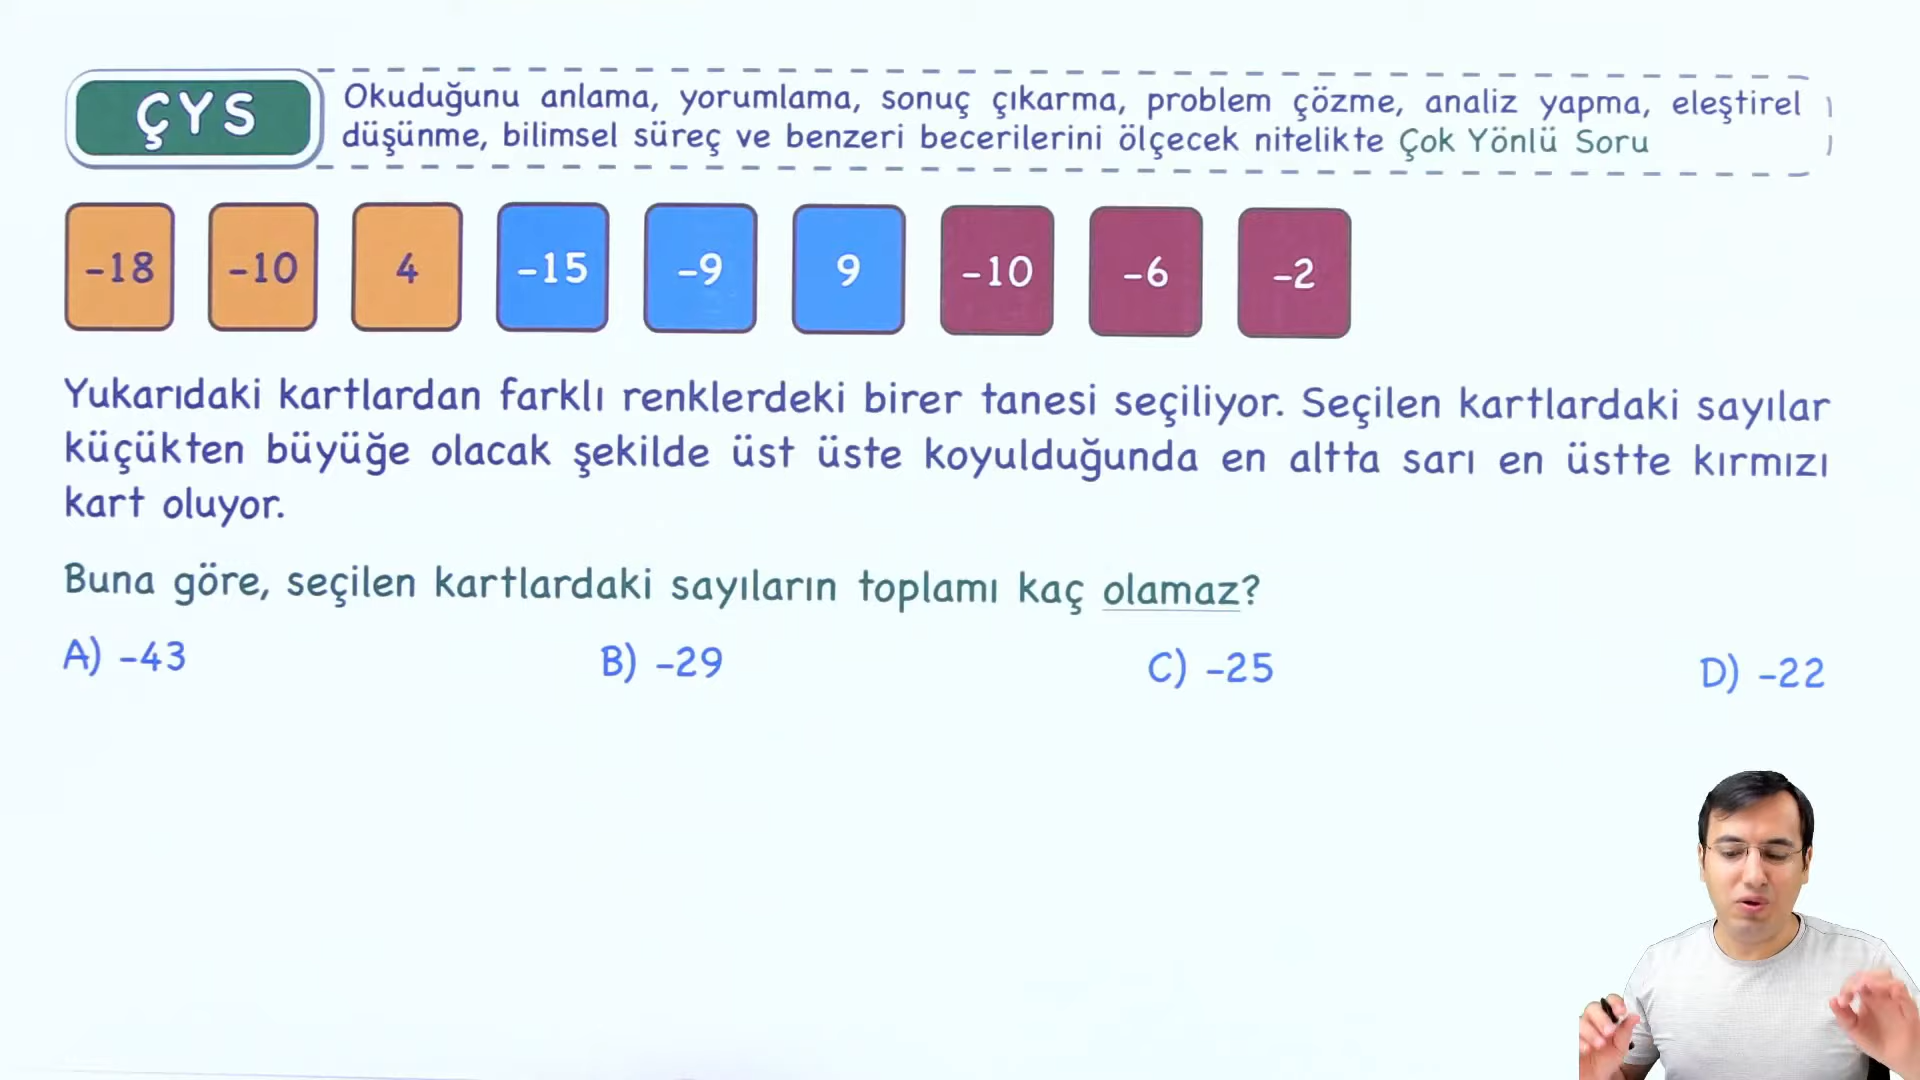 ÇYS
Okuduğunu anlama, yorumlama, sonuç çıkarma, problem çözme, analiz yapma, eleştirel
düşünme, bilimsel süreç ve benzeri becerilerini ölçecek nitelikte Çok Yönlü Soru
-18 -10 4 -15 -9 9 -10 -6 -2
Yukarıdaki kartlardan farklı renklerdeki birer tanesi seçiliyor. Seçilen kartlardaki sayılar
küçükten büyüğe olacak şekilde üst üste koyulduğunda en altta sarı en üstte kırmızı
kart oluyor.
Buna göre, seçilen kartlardaki sayıların toplamı kaç olamaz?
A) -43 B) -29 C) -25 D) -22